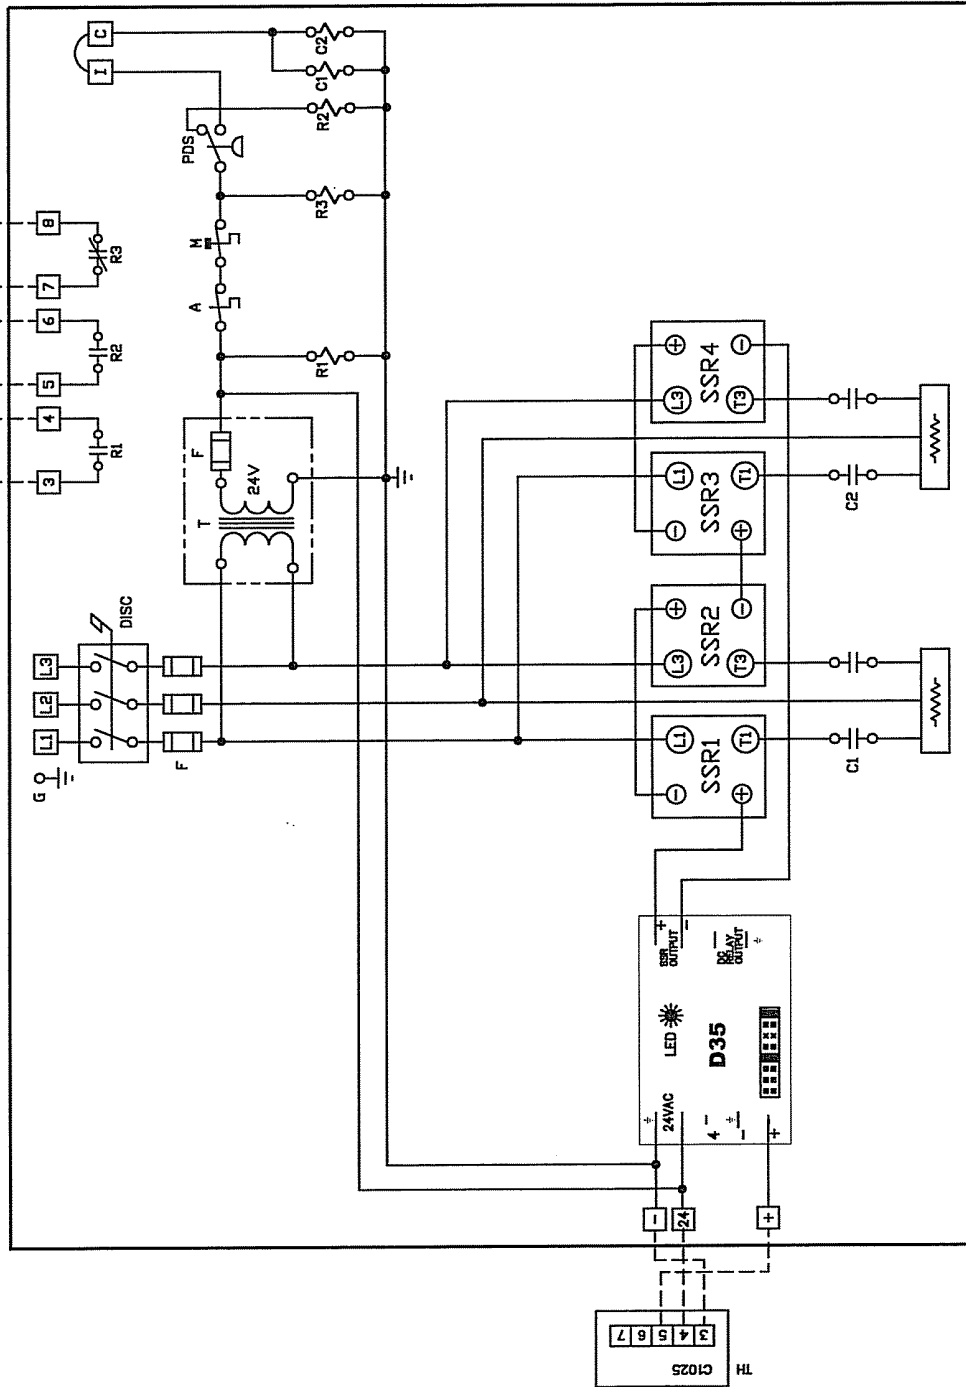 C
I
C2
C1
R2
PDS
R3
M
A
R1
8
7
R3
6
5
R2
4
3
R1
F
24V
T
DISC
L3
L2
L1
G
F
L3
+
SSR4
T3
-
L1
-
SSR3
T1
+
C2
L3
+
SSR2
T3
-
L1
-
SSR1
T1
+
C1
SSR
OUTPUT
+
-
DC
RELAY
OUTPUT
LED
D35
24VAC
4
-
-
+
-
24
+
7
6
5
4
3
C1025
TH